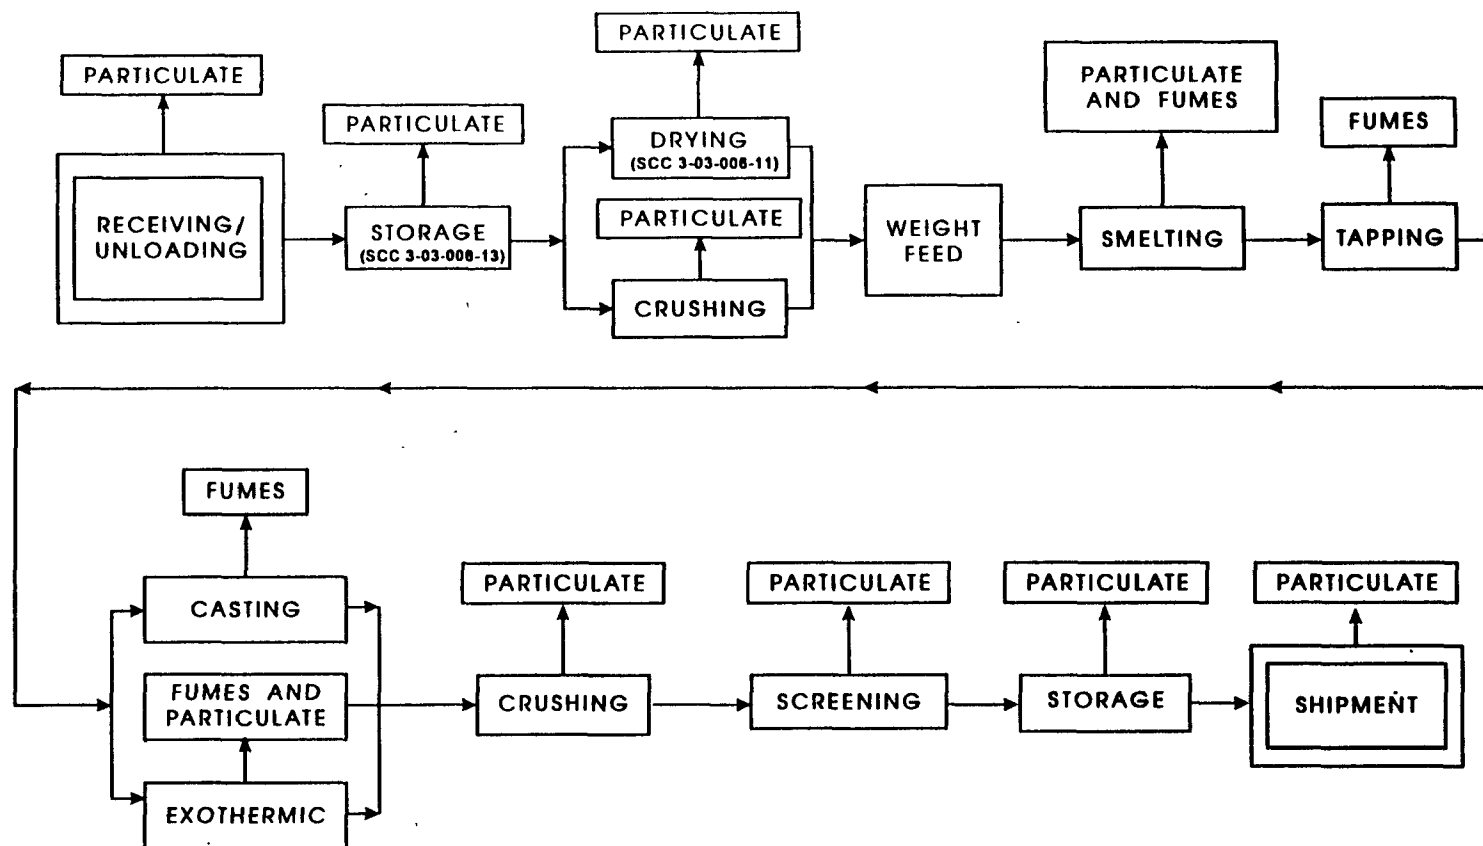 PARTICULATE
PARTICULATE
PARTICULATE
PARTICULATE
AND FUMES
FUMES
DRYING
(SCC 3-03-006-11)
PARTICULATE
RECEIVING/
UNLOADING
STORAGE
(SCC 3-03-006-13)
CRUSHING
WEIGHT
FEED
SMELTING
TAPPING
FUMES
CASTING
FUMES AND
PARTICULATE
EXOTHERMIC
PARTICULATE
CRUSHING
PARTICULATE
SCREENING
PARTICULATE
STORAGE
PARTICULATE
SHIPMENT